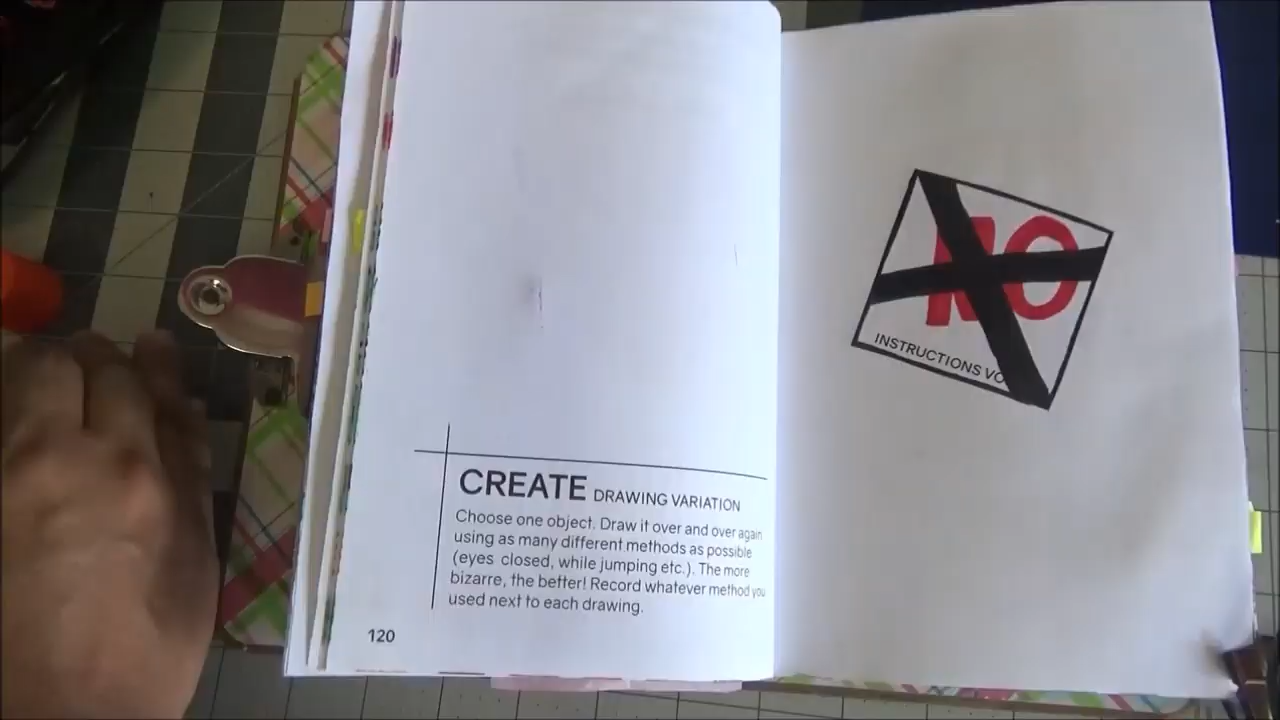 CREATE DRAWING VARIATION
Choose one object. Draw it over and over again
using as many different methods as possible
(eyes closed, while jumping etc.). The more
bizarre, the better! Record whatever method you
used next to each drawing.
120
NO
INSTRUCTIONS